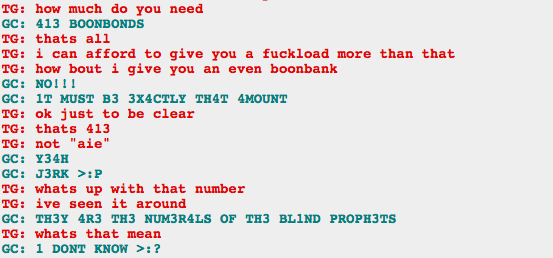 TG: how much do you need
GC: 413 BOONBONDS
TG: thats all
TG: i can afford to give you a fuckload more than that
TG: how bout i give you an even boonbank
GC: NO!!!
GC: 1T MUST B3 3X4CTLY TH4T 4MOUNT
TG: ok just to be clear
TG: thats 413
TG: not "aie"
GC: Y34H
GC: J3RK >:P
TG: whats up with that number
TG: ive seen it around
GC: TH3Y 4R3 TH3 NUM3R4LS OF TH3 BL1ND PROPH3TS
TG: whats that mean
GC: 1 DONT KNOW >:?